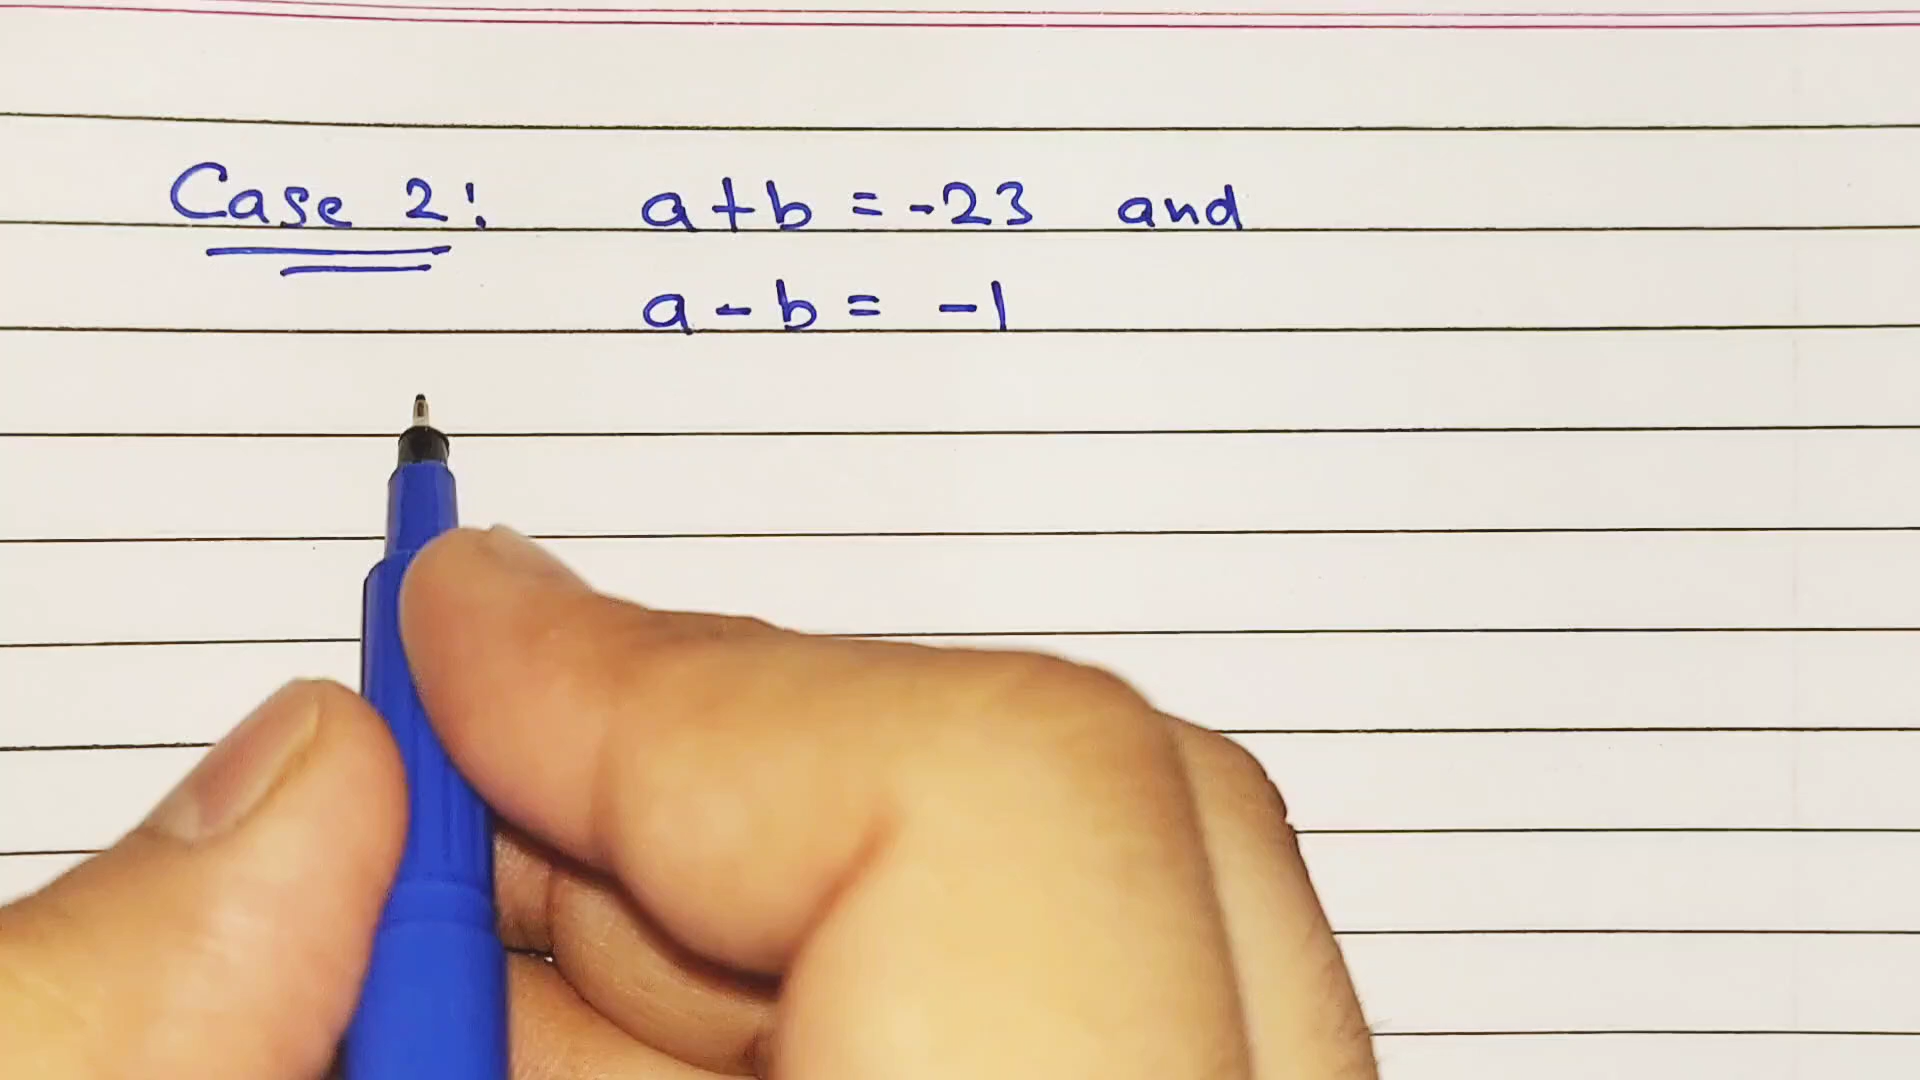 Case 2: a + b = -23 and
a - b = -1